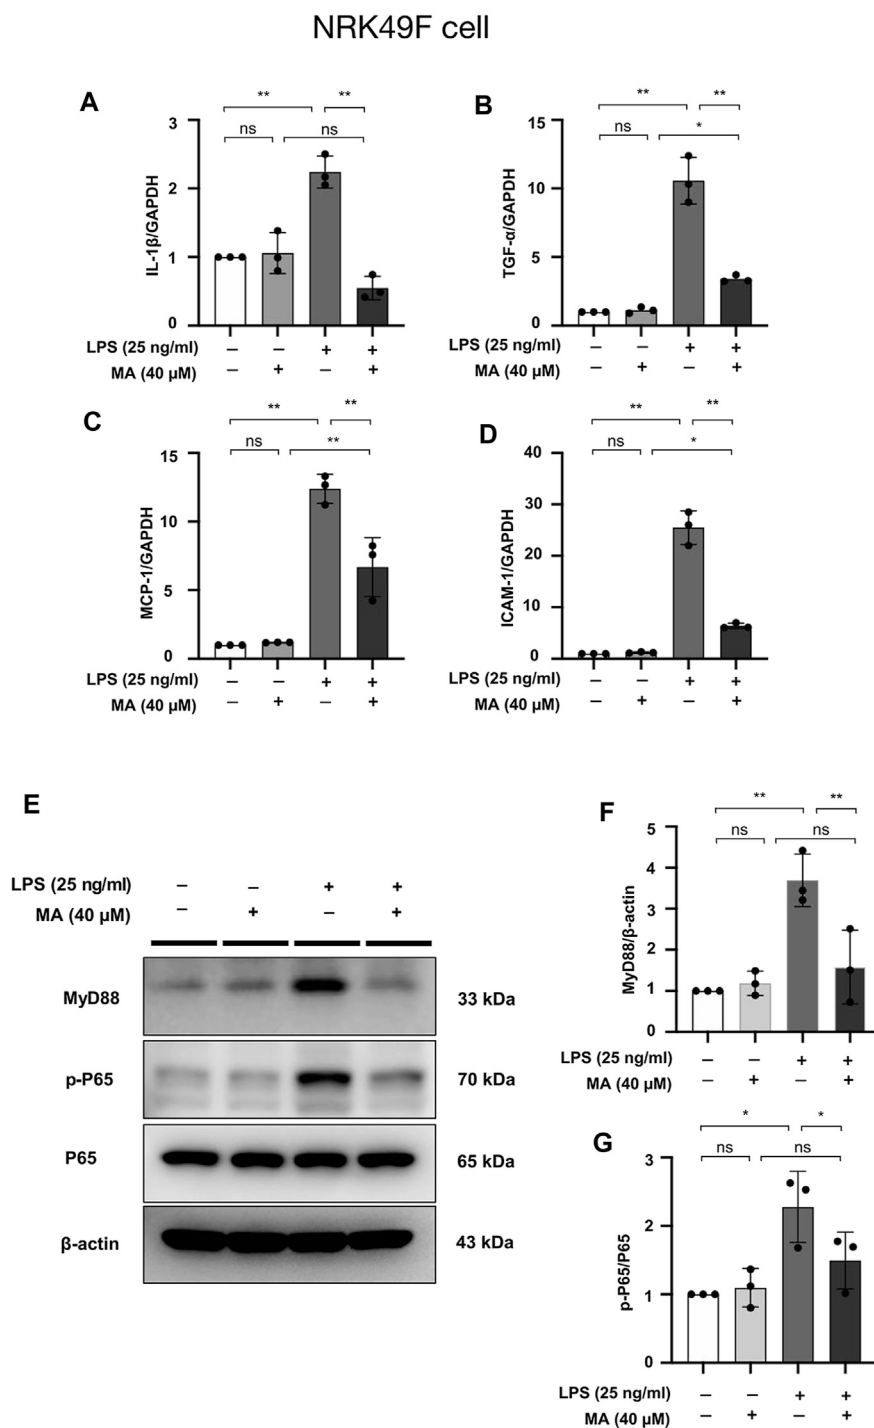 NRK49F cell
A
** **
ns ns
IL-1β/GAPDH
3
2
1
0
LPS (25 ng/ml) – – + +
MA (40 μM) – + – +
B
** **
ns *
TGF-α/GAPDH
15
10
5
0
LPS (25 ng/ml) – – + +
MA (40 μM) – + – +
C
** **
ns **
MCP-1/GAPDH
15
10
5
0
LPS (25 ng/ml) – – + +
MA (40 μM) – + – +
D
** **
ns *
ICAM-1/GAPDH
40
30
20
10
0
LPS (25 ng/ml) – – + +
MA (40 μM) – + – +
E
LPS (25 ng/ml) – – + +
MA (40 μM) – + – +
MyD88 33 kDa
p-P65 70 kDa
P65 65 kDa
β-actin 43 kDa
F
** **
ns ns
MyD88/β-actin
5
4
3
2
1
0
LPS (25 ng/ml) – – + +
MA (40 μM) – + – +
G
* *
ns ns
p-P65/P65
3
2
1
0
LPS (25 ng/ml) – – + +
MA (40 μM) – + – +